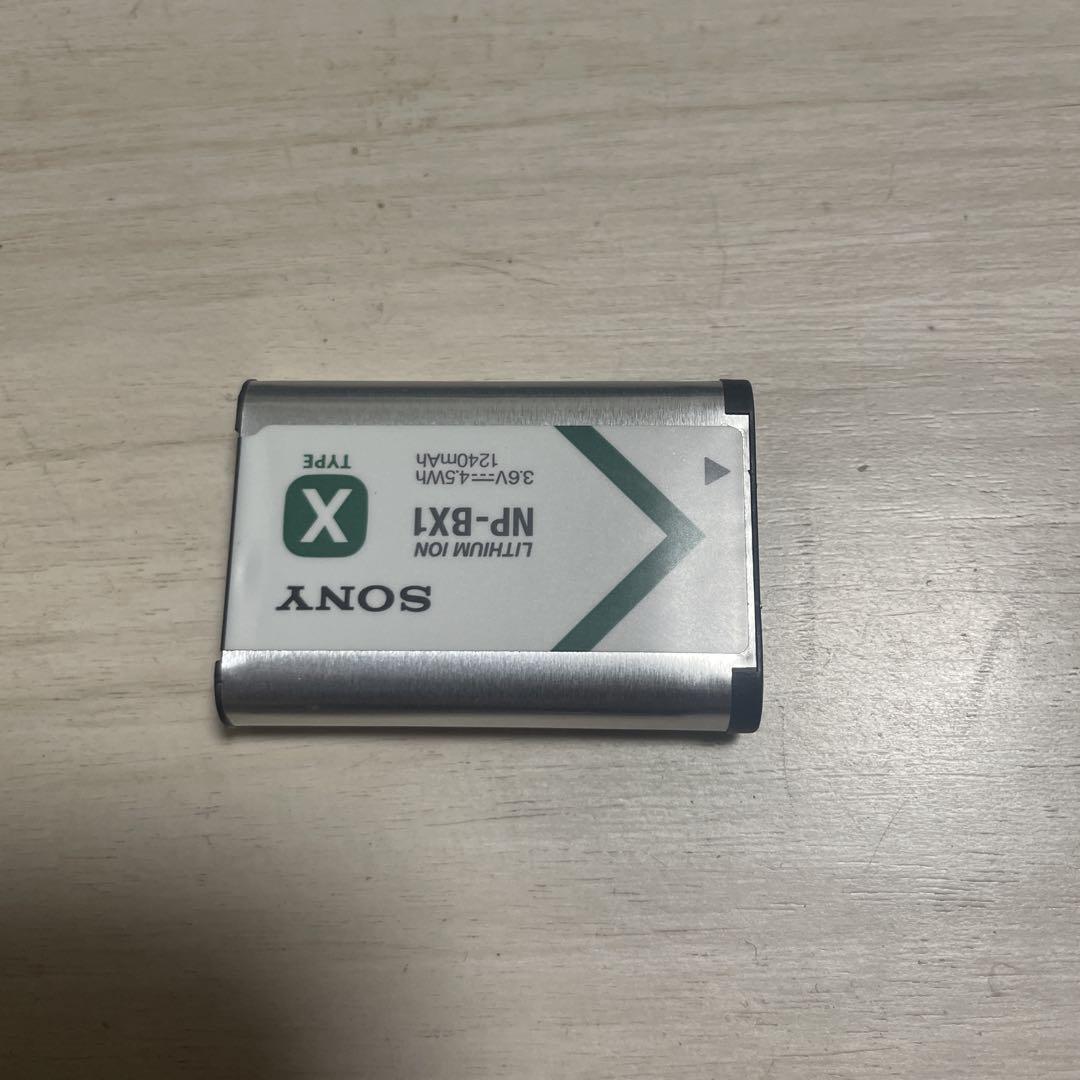 SONY
LITHIUM ION
NP-BX1
3.6V⎓4.5Wh
1240mAh
X
TYPE